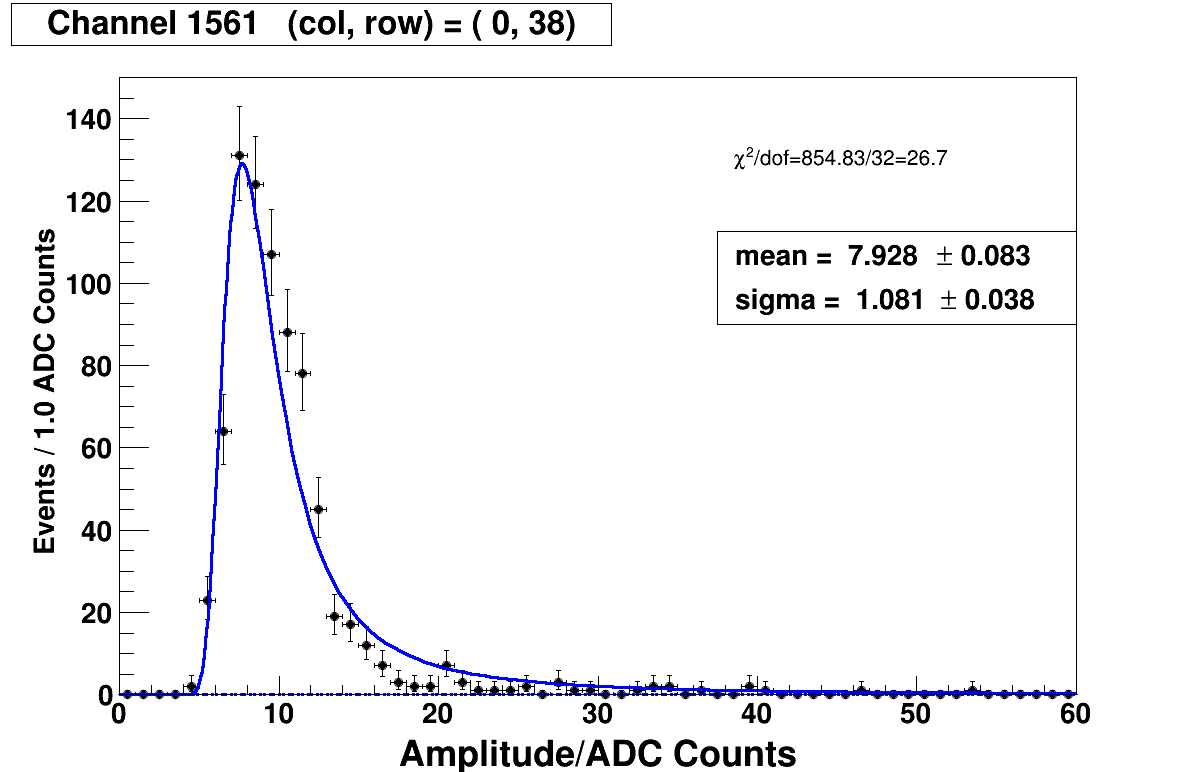 Channel 1561 (col, row) = ( 0, 38)
140
120
100
80
60
40
20
0
Events / 1.0 ADC Counts
χ²/dof=854.83/32=26.7
mean = 7.928 ± 0.083
sigma = 1.081 ± 0.038
0 10 20 30 40 50 60
Amplitude/ADC Counts